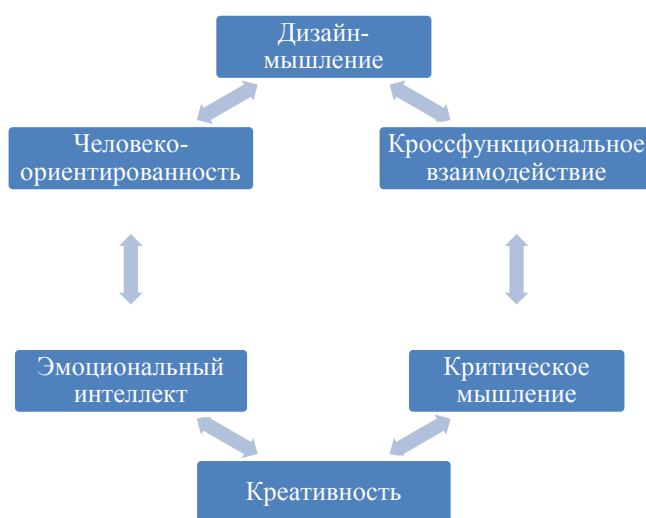 Дизайн-
мышление
Человеко-
ориентированность
Кроссфункциональное
взаимодействие
Эмоциональный
интеллект
Критическое
мышление
Креативность